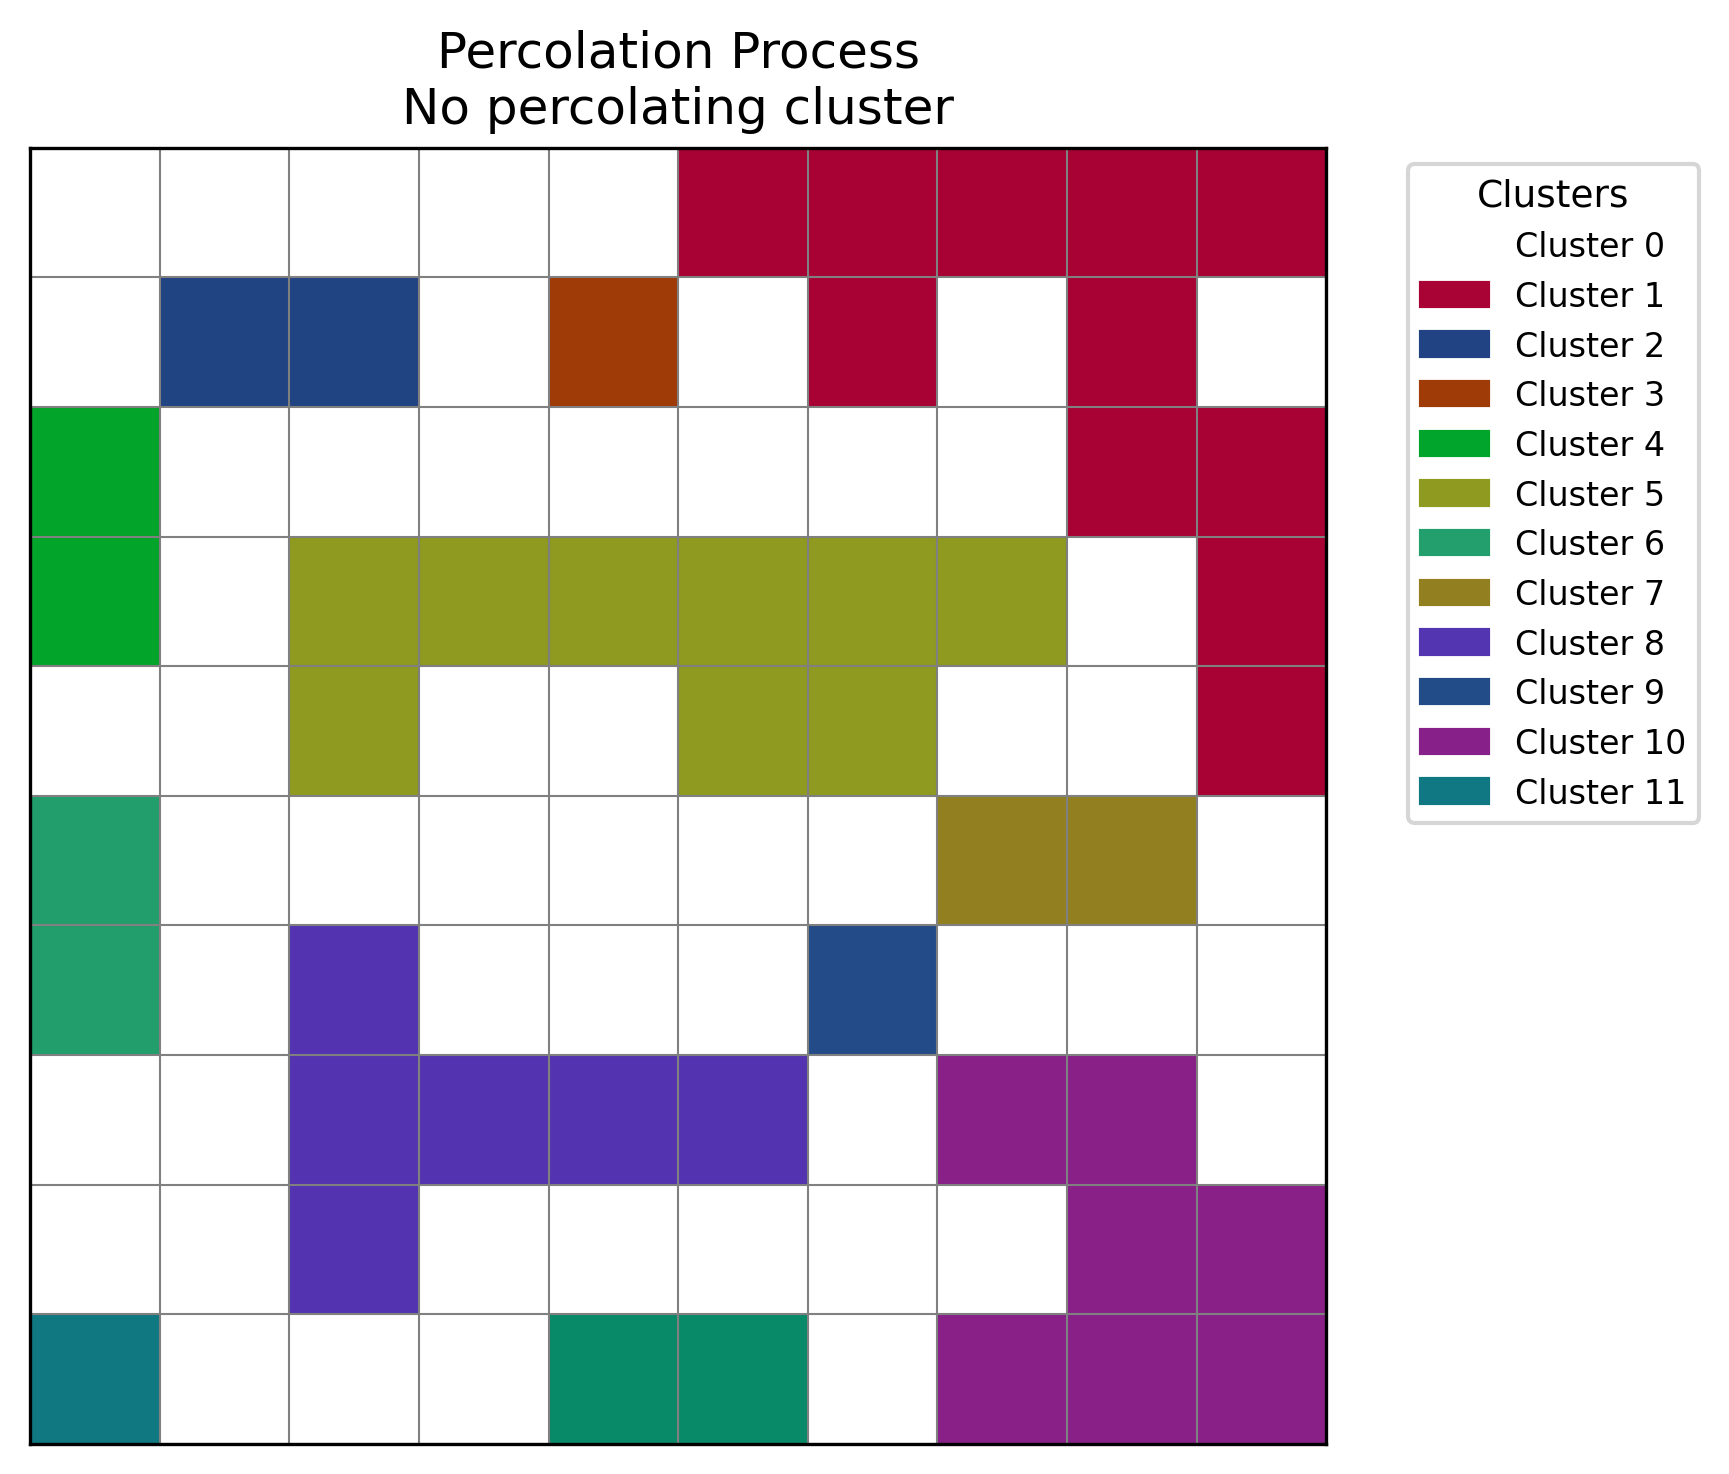 Percolation Process
No percolating cluster
Clusters
Cluster 0
Cluster 1
Cluster 2
Cluster 3
Cluster 4
Cluster 5
Cluster 6
Cluster 7
Cluster 8
Cluster 9
Cluster 10
Cluster 11